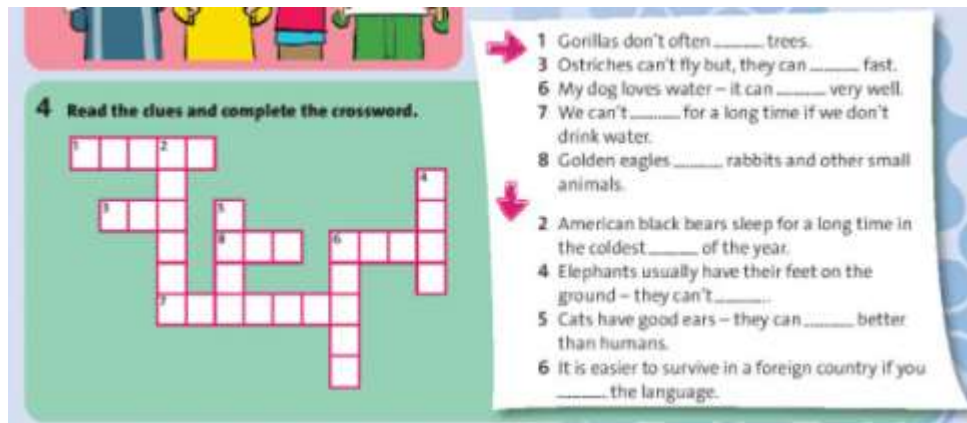 4 Read the clues and complete the crossword.
1
2
4
3
5
8
6
7
1 Gorillas don't often ______ trees.
3 Ostriches can't fly but, they can ______ fast.
6 My dog loves water – it can ______ very well.
7 We can't ______ for a long time if we don't
drink water.
8 Golden eagles ______ rabbits and other small
animals.
2 American black bears sleep for a long time in
the coldest ______ of the year.
4 Elephants usually have their feet on the
ground – they can't ______.
5 Cats have good ears – they can ______ better
than humans.
6 It is easier to survive in a foreign country if you
______ the language.